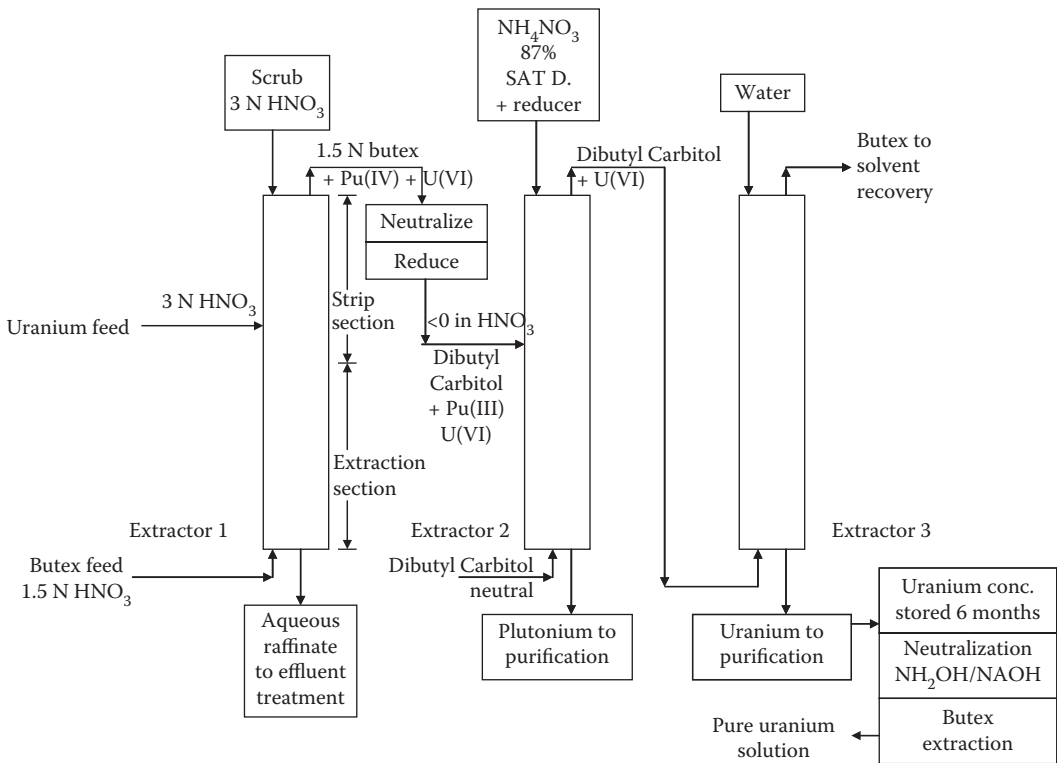 Scrub
3 N HNO3
NH4NO3
87%
SAT D.
+ reducer
Water
1.5 N butex
+ Pu(IV) + U(VI)
Dibutyl Carbitol
+ U(VI)
Butex to
solvent
recovery
Neutralize
Reduce
3 N HNO3
Uranium feed
Strip
section
<0 in HNO3
Dibutyl
Carbitol
+ Pu(III)
U(VI)
Extraction
section
Extractor 1
Extractor 2
Extractor 3
Butex feed
1.5 N HNO3
Dibutyl Carbitol
neutral
Aqueous
raffinate
to effluent
treatment
Plutonium to
purification
Uranium to
purification
Uranium conc.
stored 6 months
Neutralization
NH2OH/NAOH
Butex
extraction
Pure uranium
solution